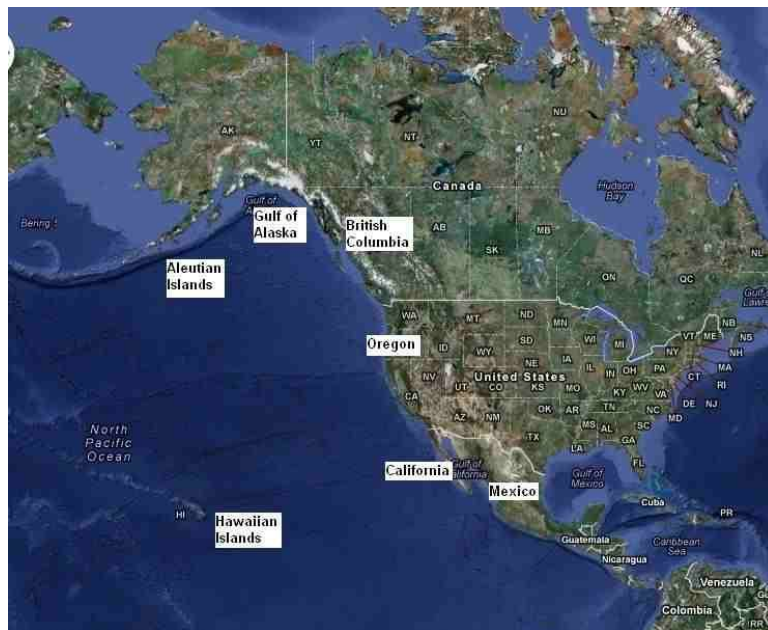 AK
YT
NT
NU
Canada
Hudson
Bay
Gulf of
Gulf of
Alaska
British
Columbia
Bering
AB
SK
MB
ON
QC
NL
Gulf of
Aleutian
Islands
WA
MT
ND
MN
WI
MI
VT
ME
NB
NS
NH
MA
RI
CT
NY
Oregon
ID
WY
SD
IA
NE
IL
IN
OH
PA
NJ
DE
MD
NV
UT
CO
United States
KS
MO
KY
WV
VA
CA
AZ
NM
OK
AR
TN
NC
SC
MS
AL
GA
TX
LA
FL
North
Pacific
Ocean
California
Gulf of
California
Mexico
Gulf of
Mexico
Cuba
PR
HI
Hawaiian
Islands
Guatemala
Nicaragua
Caribbean
Sea
Venezuela
Colombia
RR